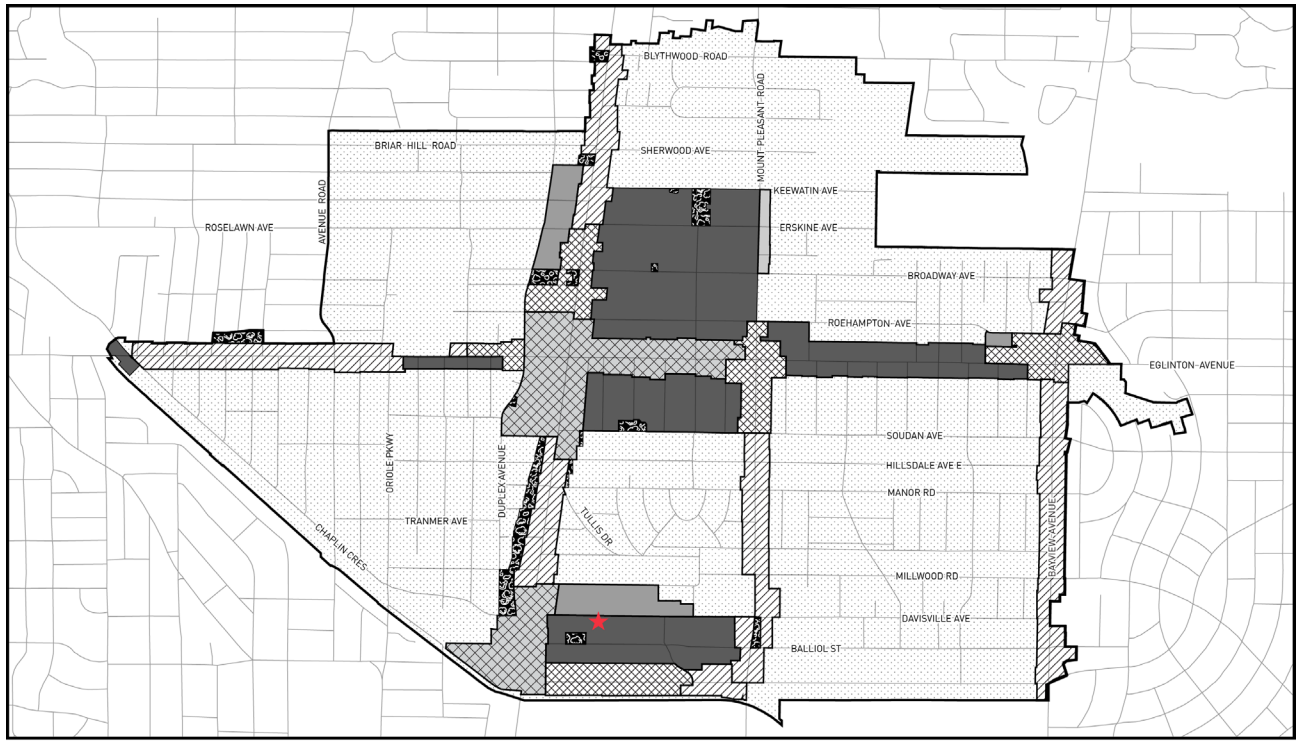 BLYTHWOOD ROAD
MOUNT-PLEASANT-ROAD
BRIAR HILL ROAD
SHERWOOD AVE
AVENUE ROAD
KEEWATIN AVE
ROSELAWN AVE
ERSKINE AVE
BROADWAY AVE
ROEHAMPTON AVE
EGLINTON AVENUE
ORIOLE PKWY
DUPLEX AVENUE
SOUDAN AVE
HILLSDALE AVE E
MANOR RD
TULLIS DR
TRANMER AVE
BAYVIEW AVENUE
CHAPLIN CRES
MILLWOOD RD
DAVISVILLE AVE
BALLIOL ST